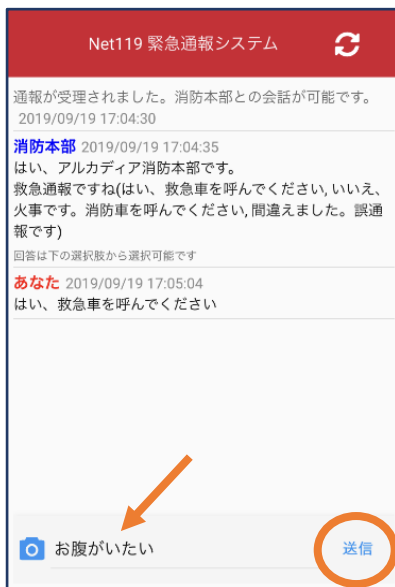 Net119 緊急通報システム
通報が受理されました。消防本部との会話が可能です。
2019/09/19 17:04:30
消防本部 2019/09/19 17:04:35
はい、アルカディア消防本部です。
救急通報ですね(はい、救急車を呼んでください, いいえ、
火事です。消防車を呼んでください, 間違えました。誤通
報です)
回答は下の選択肢から選択可能です
あなた 2019/09/19 17:05:04
はい、救急車を呼んでください
お腹がいたい 送信